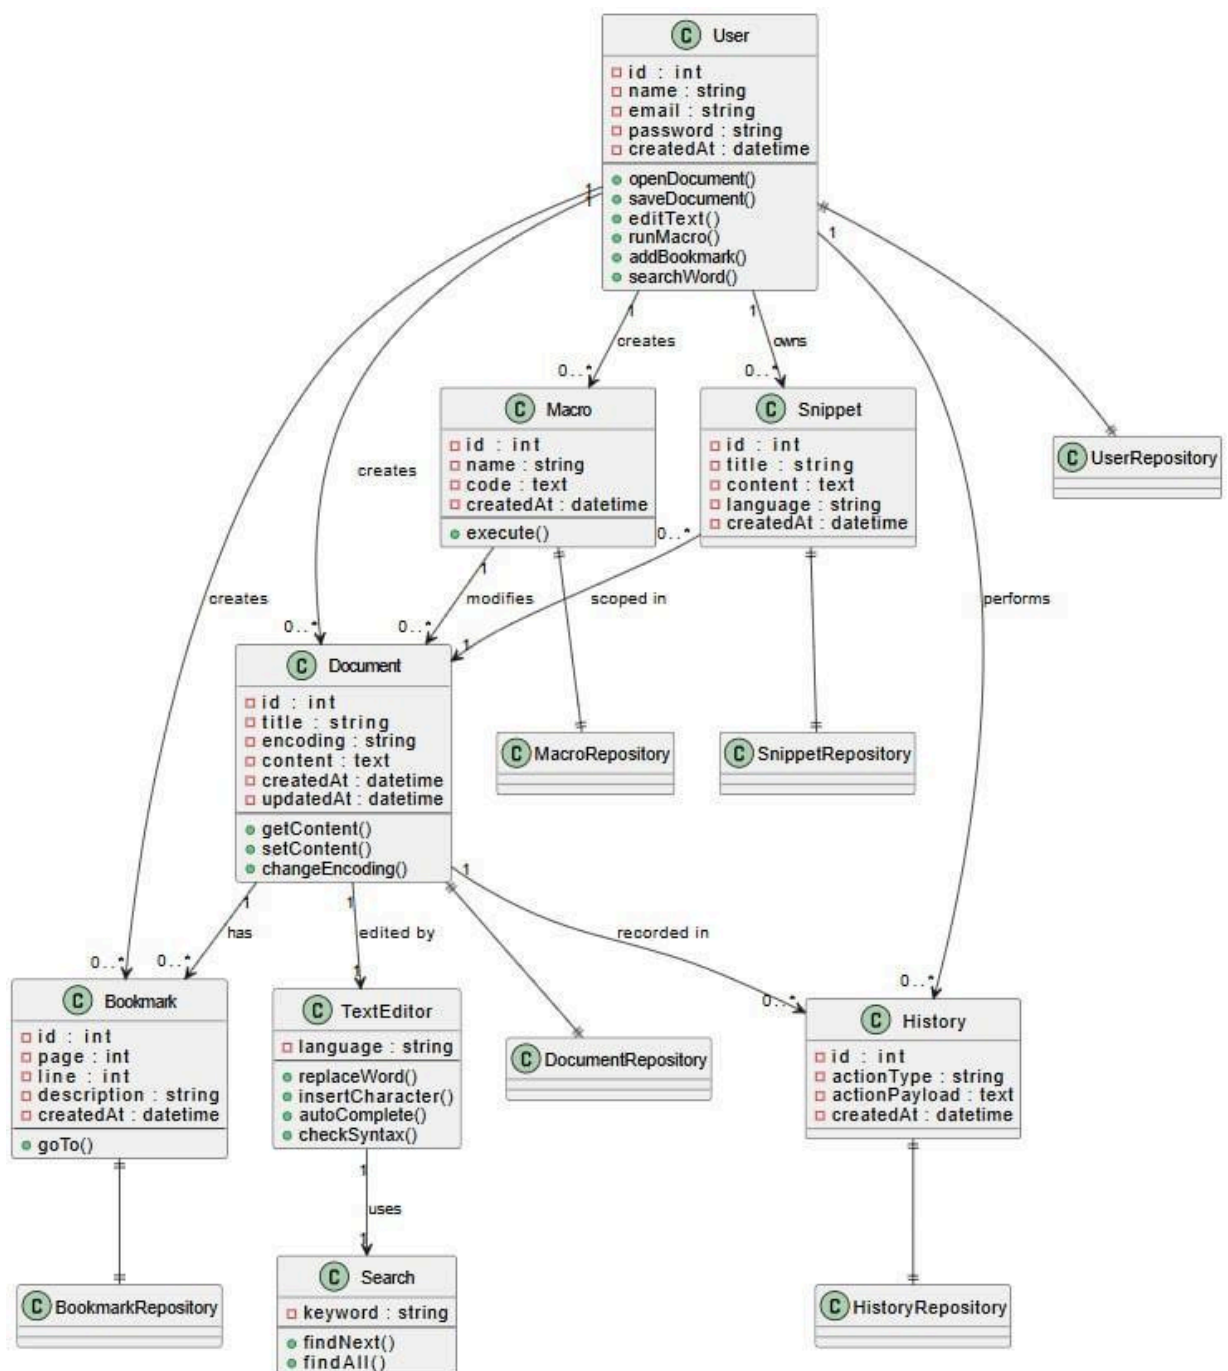 C User
id : int
name : string
email : string
password : string
createdAt : datetime
openDocument()
saveDocument()
editText()
runMacro()
addBookmark()
searchWord()
1
1
1
1
1
creates
owns
0..*
0..*
C Macro
id : int
name : string
code : text
createdAt : datetime
execute()
C Snippet
id : int
title : string
content : text
language : string
createdAt : datetime
C UserRepository
creates
0..*
1
creates
modifies
scoped in
performs
0..*
0..*
1
C Document
id : int
title : string
encoding : string
content : text
createdAt : datetime
updatedAt : datetime
getContent()
setContent()
changeEncoding()
C MacroRepository
C SnippetRepository
1
1
1
has
edited by
recorded in
0..*
0..*
1
0..*
0..*
C Bookmark
id : int
page : int
line : int
description : string
createdAt : datetime
goTo()
C TextEditor
language : string
replaceWord()
insertCharacter()
autoComplete()
checkSyntax()
C DocumentRepository
C History
id : int
actionType : string
actionPayload : text
createdAt : datetime
1
uses
1
C BookmarkRepository
C Search
keyword : string
findNext()
findAll()
C HistoryRepository